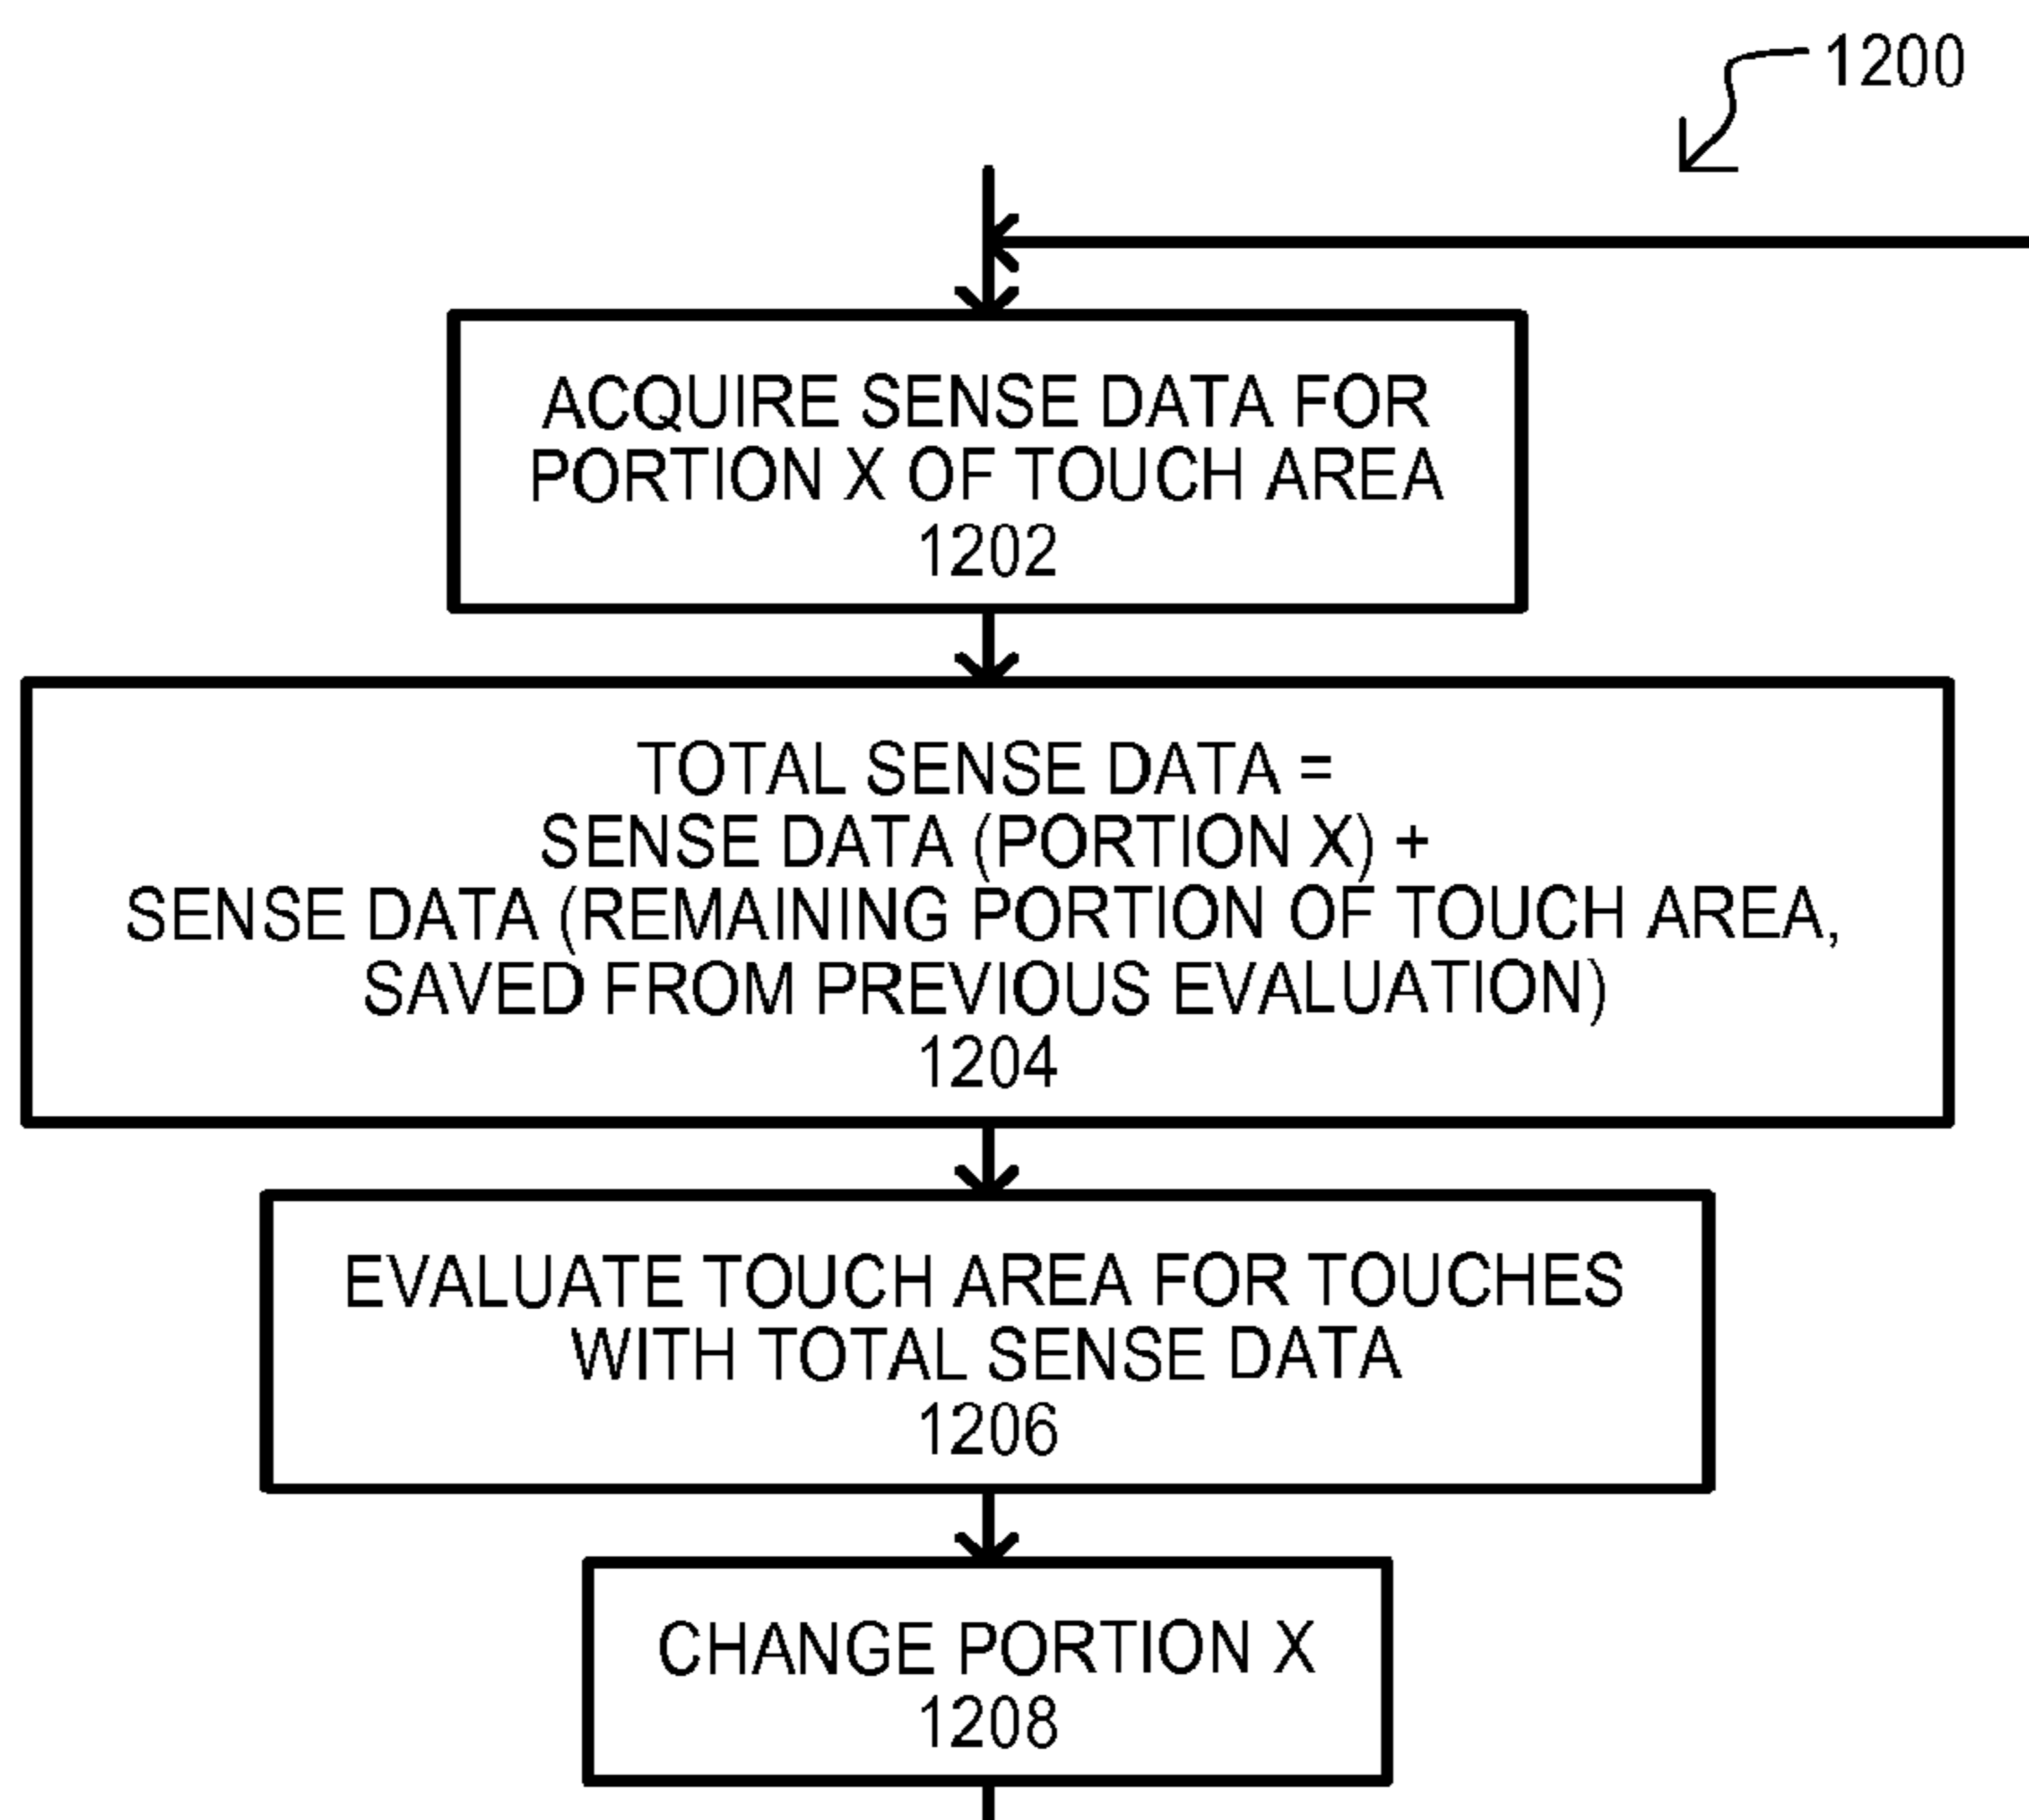 1200
ACQUIRE SENSE DATA FOR
PORTION X OF TOUCH AREA
1202
TOTAL SENSE DATA =
SENSE DATA (PORTION X) +
SENSE DATA (REMAINING PORTION OF TOUCH AREA,
SAVED FROM PREVIOUS EVALUATION)
1204
EVALUATE TOUCH AREA FOR TOUCHES
WITH TOTAL SENSE DATA
1206
CHANGE PORTION X
1208